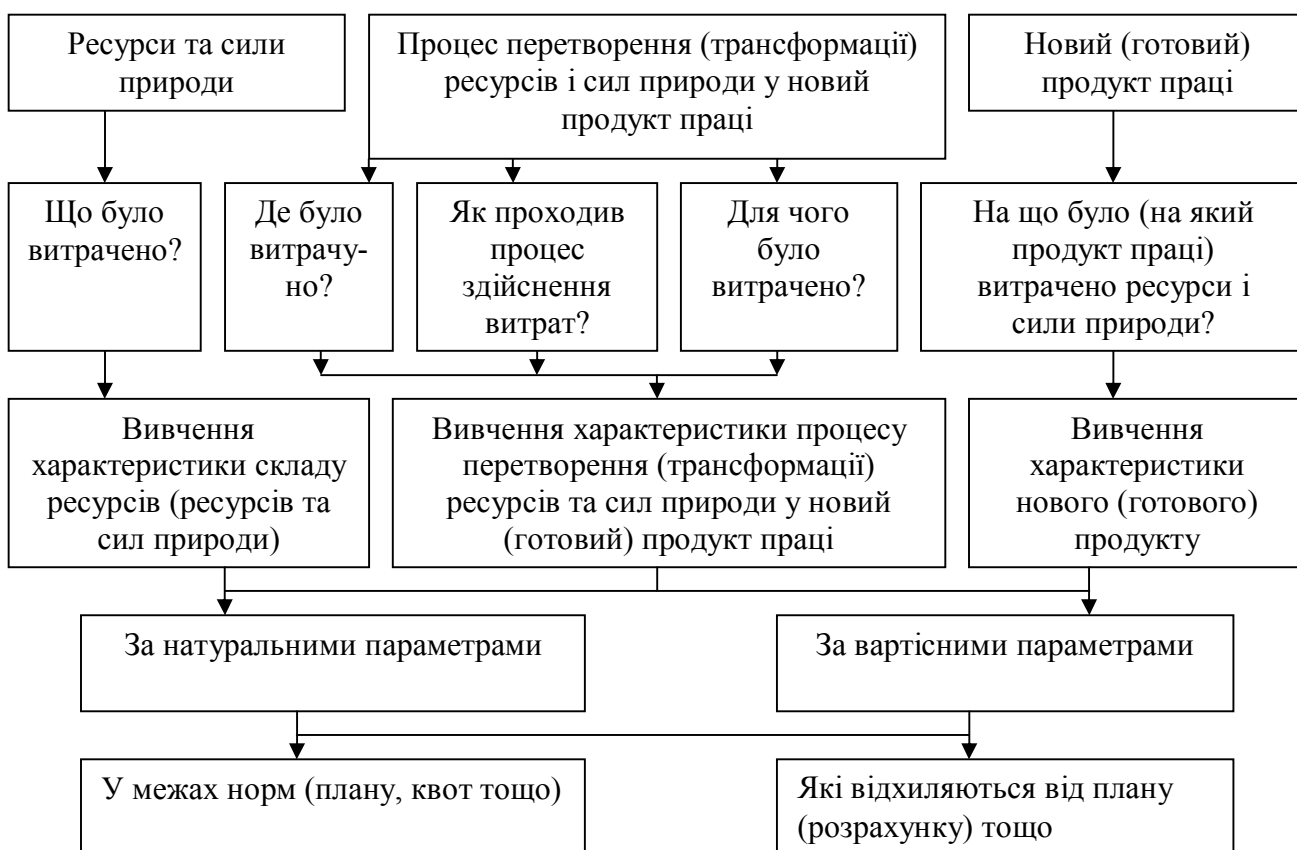 Ресурси та сили
природи
Процес перетворення (трансформації)
ресурсів і сил природи у новий
продукт праці
Новий (готовий)
продукт праці
Що було
витрачено?
Де було
витрачу-
но?
Як проходив
процес
здійснення
витрат?
Для чого
було
витрачено?
На що було (на який
продукт праці)
витрачено ресурси і
сили природи?
Вивчення
характеристики складу
ресурсів (ресурсів та
сил природи)
Вивчення характеристики процесу
перетворення (трансформації)
ресурсів та сил природи у новий
(готовий) продукт праці
Вивчення
характеристики
нового (готового)
продукту
За натуральними параметрами
За вартісними параметрами
У межах норм (плану, квот тощо)
Які відхиляються від плану
(розрахунку) тощо